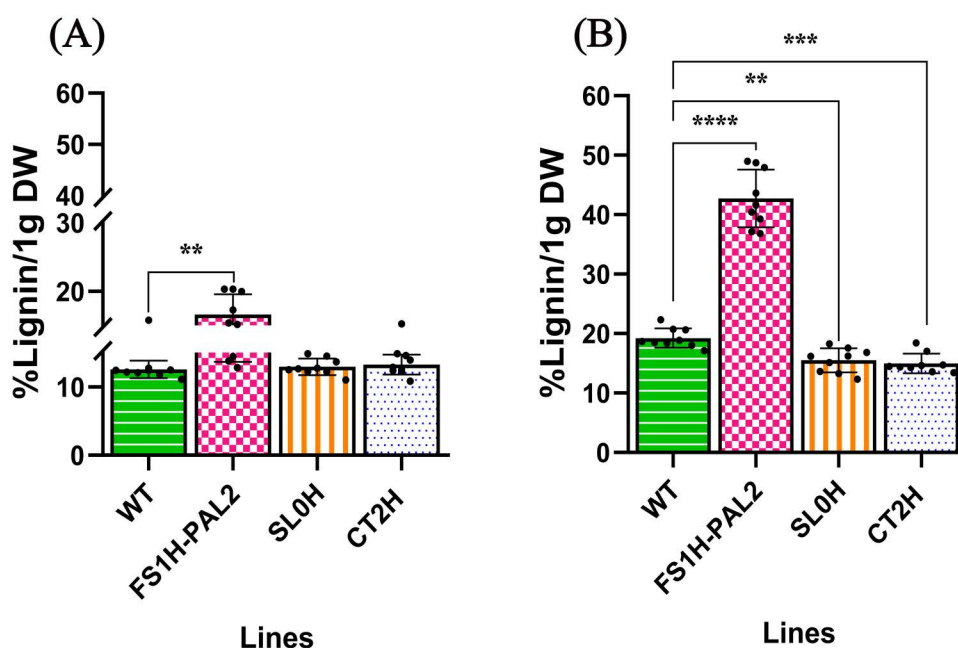 (A)
%Lignin/1g DW
60
50
40
30
20
10
0
**
WT
FS1H-PAL2
SL0H
CT2H
Lines
(B)
%Lignin/1g DW
60
50
40
30
20
10
0
****
**
***
WT
FS1H-PAL2
SL0H
CT2H
Lines